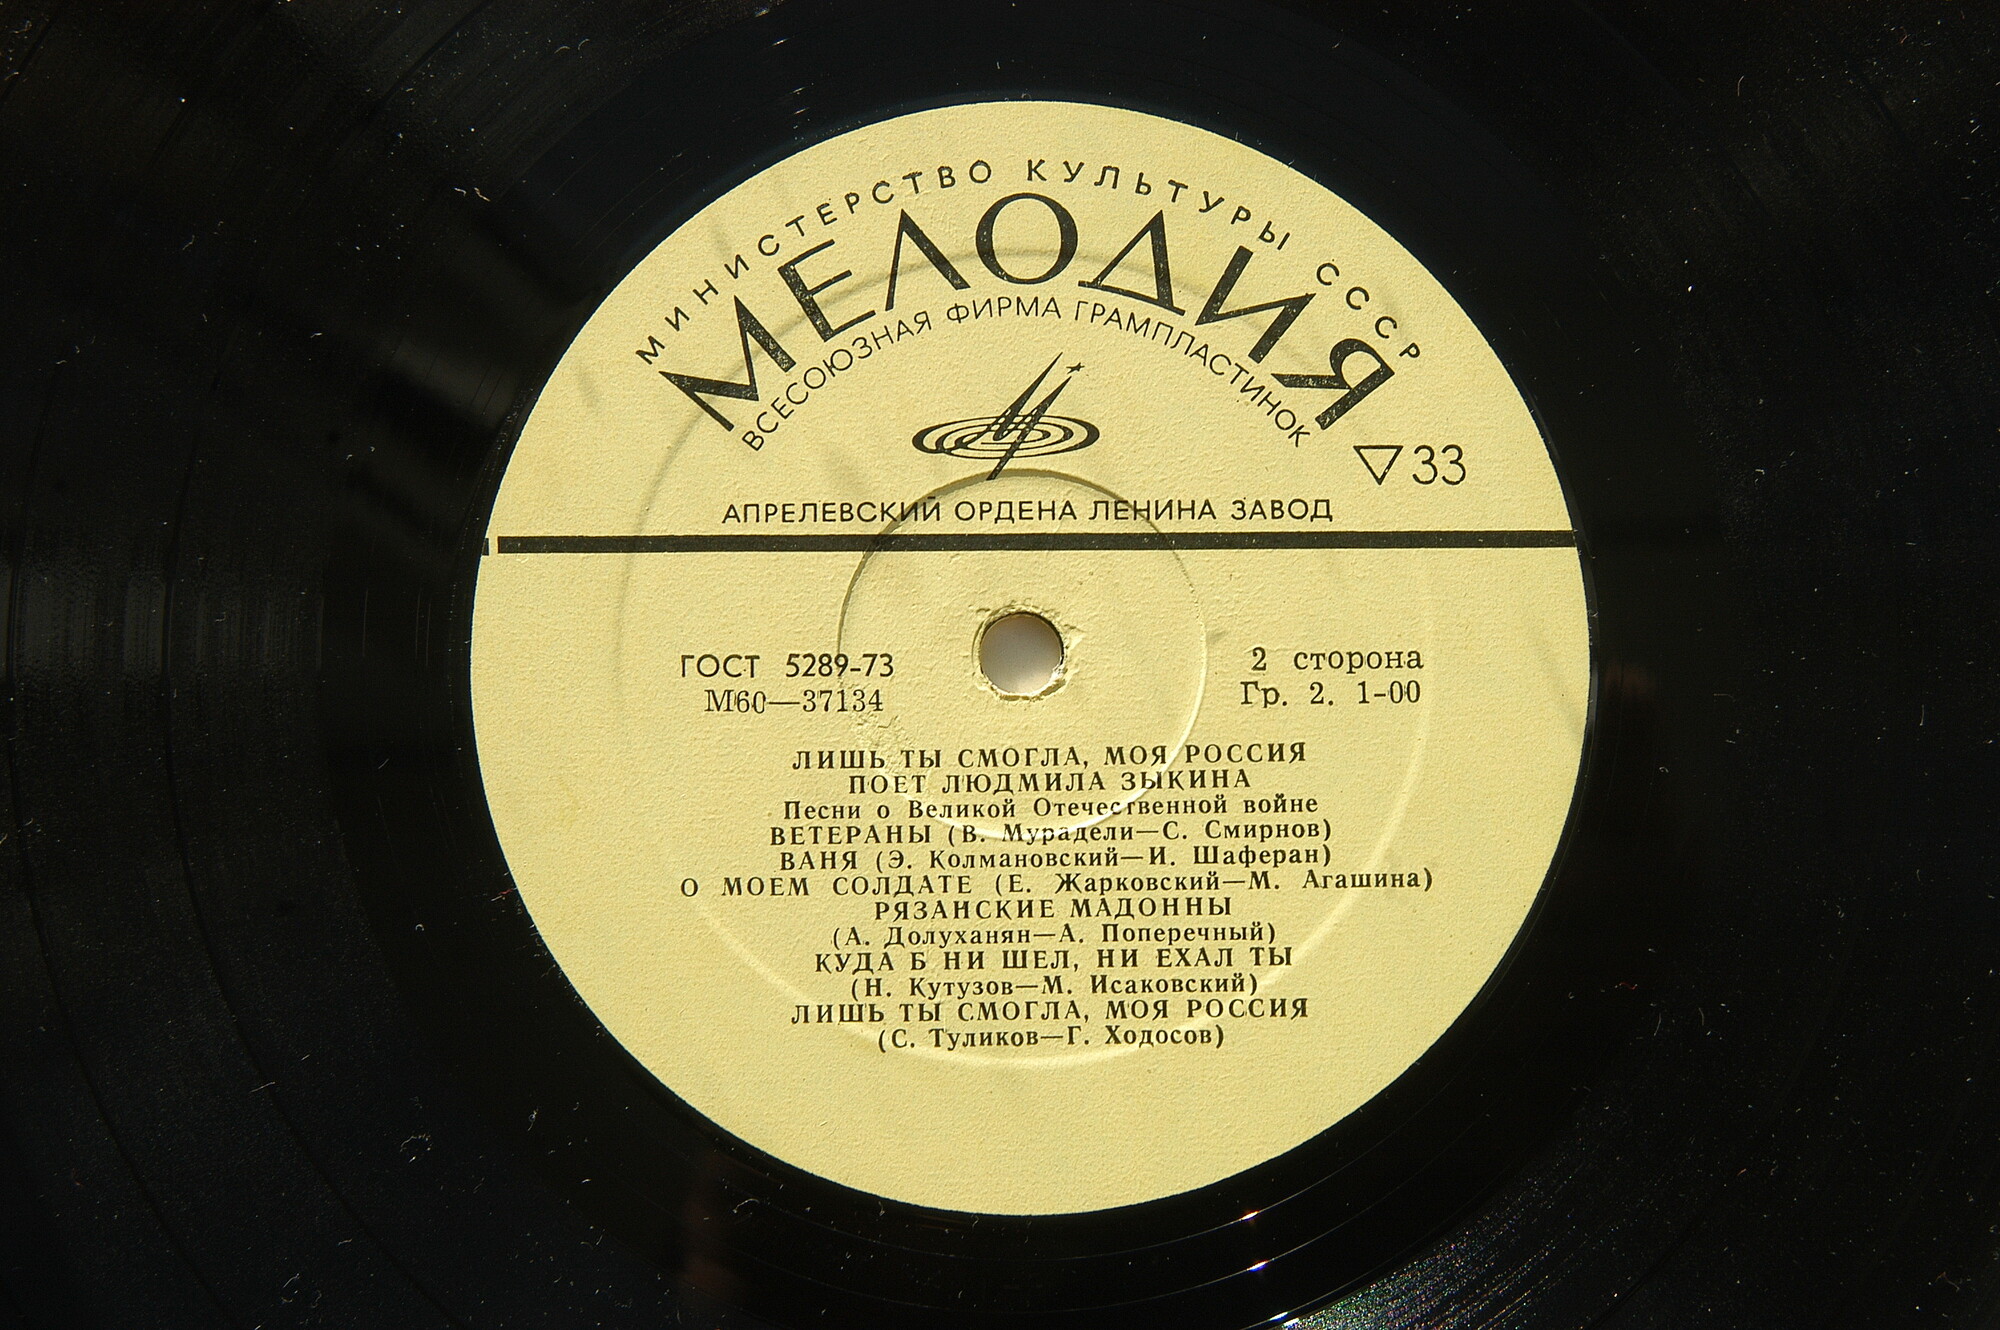 МИНИСТЕРСТВО КУЛЬТУРЫ СССР
МЕЛОДИЯ
ВСЕСОЮЗНАЯ ФИРМА ГРАМПЛАСТИНОК
33
АПРЕЛЕВСКИЙ ОРДЕНА ЛЕНИНА ЗАВОД
ГОСТ 5289-73
М60—37134
2 сторона
Гр. 2. 1-00
ЛИШЬ ТЫ СМОГЛА, МОЯ РОССИЯ
ПОЕТ ЛЮДМИЛА ЗЫКИНА
Песни о Великой Отечественной войне
ВЕТЕРАНЫ (В. Мурадели—С. Смирнов)
ВАНЯ (Э. Колмановский—И. Шаферан)
О МОЕМ СОЛДАТЕ (Е. Жарковский—М. Агашина)
РЯЗАНСКИЕ МАДОННЫ
(А. Долуханян—А. Поперечный)
КУДА Б НИ ШЕЛ, НИ ЕХАЛ ТЫ
(Н. Кутузов—М. Исаковский)
ЛИШЬ ТЫ СМОГЛА, МОЯ РОССИЯ
(С. Туликов—Г. Ходосов)